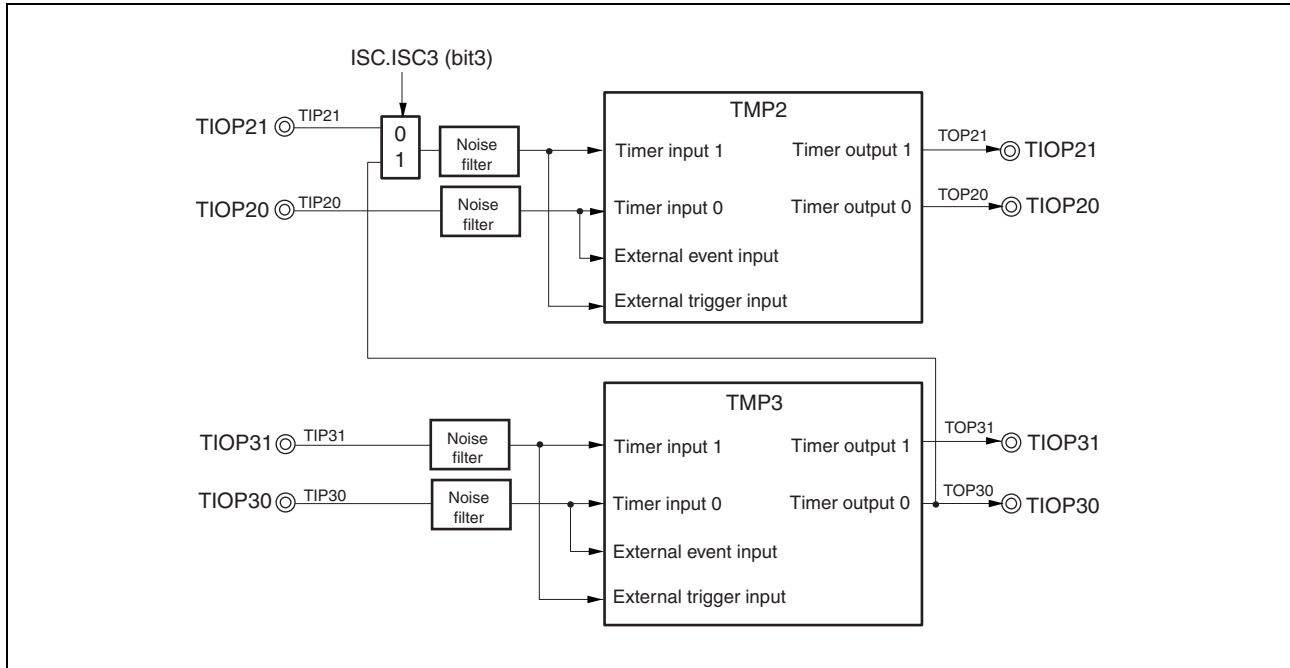 ISC.ISC3 (bit3)
TMP2
TIOP21
TIP21
0
1
Noise
filter
Timer input 1
Timer output 1
TOP21
TIOP21
TIOP20
TIP20
Noise
filter
Timer input 0
Timer output 0
TOP20
TIOP20
External event input
External trigger input
TMP3
TIOP31
TIP31
Noise
filter
Timer input 1
Timer output 1
TOP31
TIOP31
TIOP30
TIP30
Noise
filter
Timer input 0
Timer output 0
TOP30
TIOP30
External event input
External trigger input